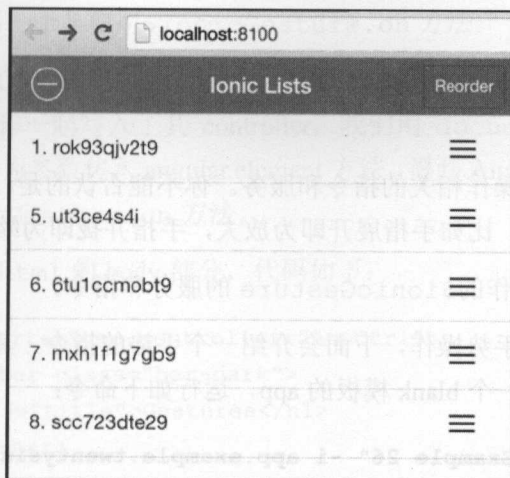 localhost:8100
Ionic Lists
Reorder
1. rok93qjv2t9
5. ut3ce4s4i
6. 6tu1ccmobt9
7. mxh1f1g7gb9
8. scc723dte29